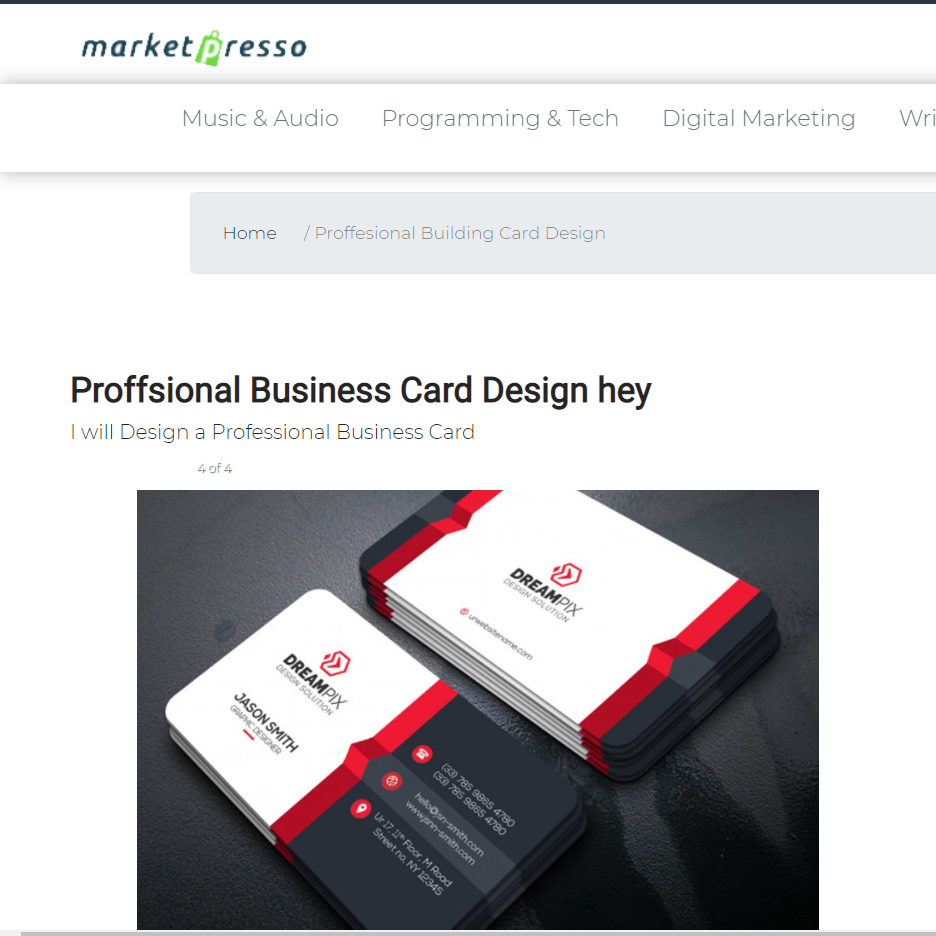 marketpresso
Music & Audio Programming & Tech Digital Marketing Wri
Home / Proffesional Building Card Design
Proffsional Business Card Design hey
I will Design a Professional Business Card
4 of 4
DREAMPIX
DESIGN SOLUTION
urwebsitename.com
DREAMPIX
DESIGN SOLUTION
JASON SMITH
GRAPHIC DESIGNER
(33) 785 9865 4780
(33) 785 9865 4780
hello@jsn-smith.com
www.jsnn-smith.com
Ur 17, 11th Floor, M Road
Street no, NY 12345